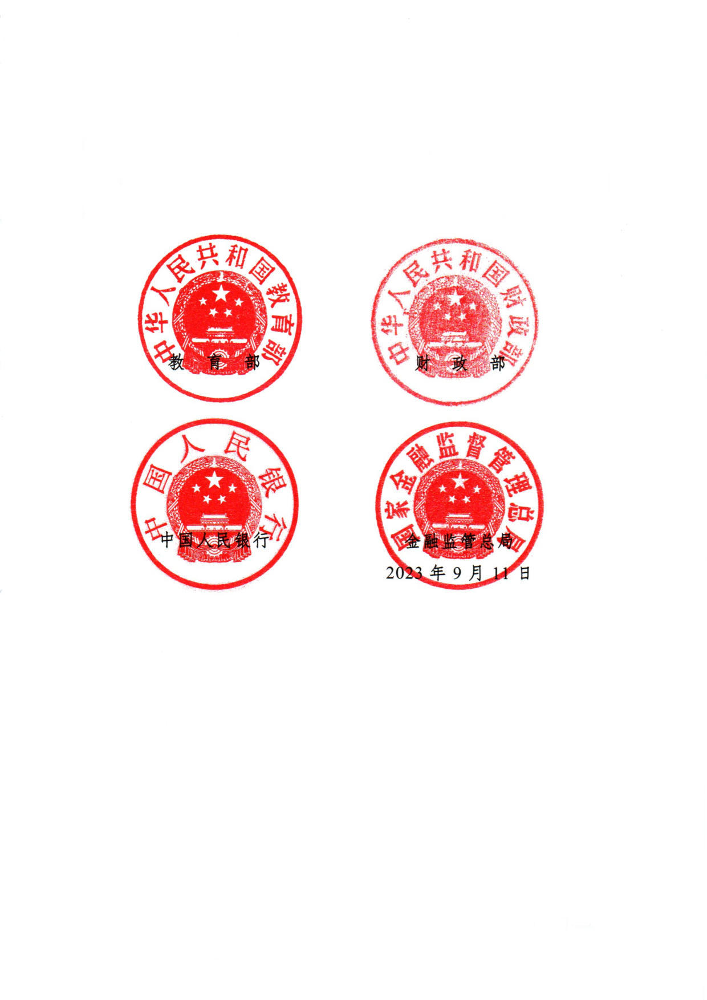 中华人民共和国教育部
教 育 部
中华人民共和国财政部
财 政 部
中国人民银行
中国人民银行
国家金融监督管理总局
金融监管总局
2023 年 9 月 11 日